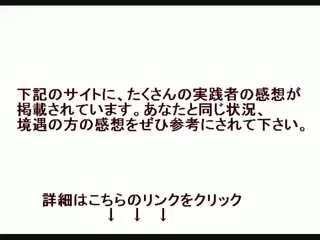 下記のサイトに、たくさんの実践者の感想が
掲載されています。あなたと同じ状況、
境遇の方の感想をぜひ参考にされて下さい。
詳細はこちらのリンクをクリック
↓ ↓ ↓